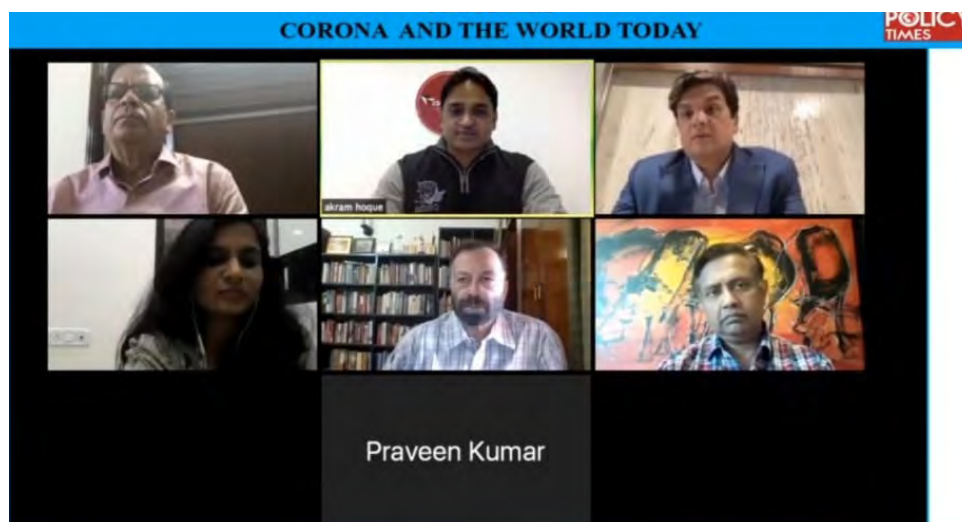 CORONA AND THE WORLD TODAY
POLICY
TIMES
akram hoque
Praveen Kumar